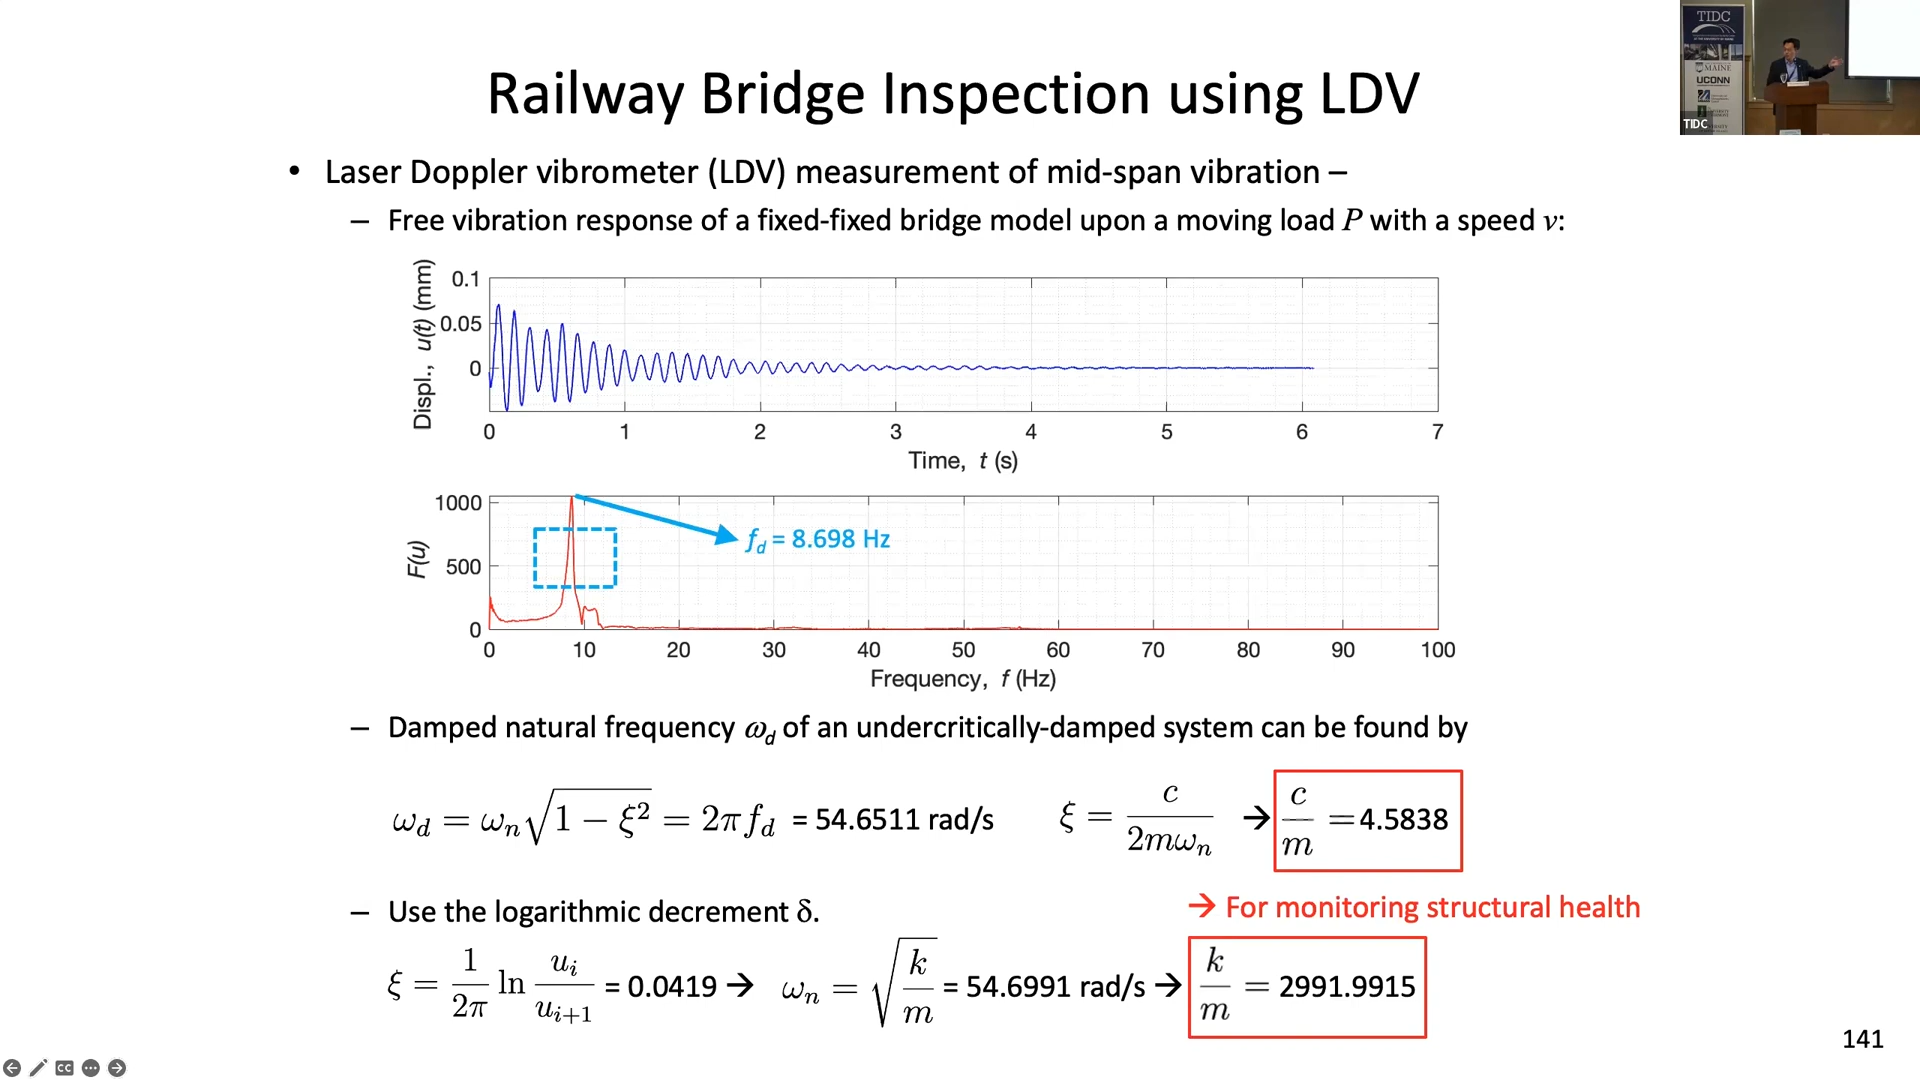 Railway Bridge Inspection using LDV
TIDC
MAINE
UCONN
TIDC
• Laser Doppler vibrometer (LDV) measurement of mid-span vibration –
– Free vibration response of a fixed-fixed bridge model upon a moving load P with a speed v:
Displ., u(t) (mm)
0.1
0.05
0
0 1 2 3 4 5 6 7
Time, t (s)
F(u)
1000
500
0
f_d = 8.698 Hz
0 10 20 30 40 50 60 70 80 90 100
Frequency, f (Hz)
– Damped natural frequency ω_d of an undercritically-damped system can be found by
ω_d = ω_n √(1 − ξ²) = 2πf_d = 54.6511 rad/s ξ = c / 2mω_n → c/m = 4.5838
– Use the logarithmic decrement δ.
→ For monitoring structural health
ξ = 1/2π ln u_i / u_{i+1} = 0.0419 → ω_n = √(k/m) = 54.6991 rad/s → k/m = 2991.9915
141
CC